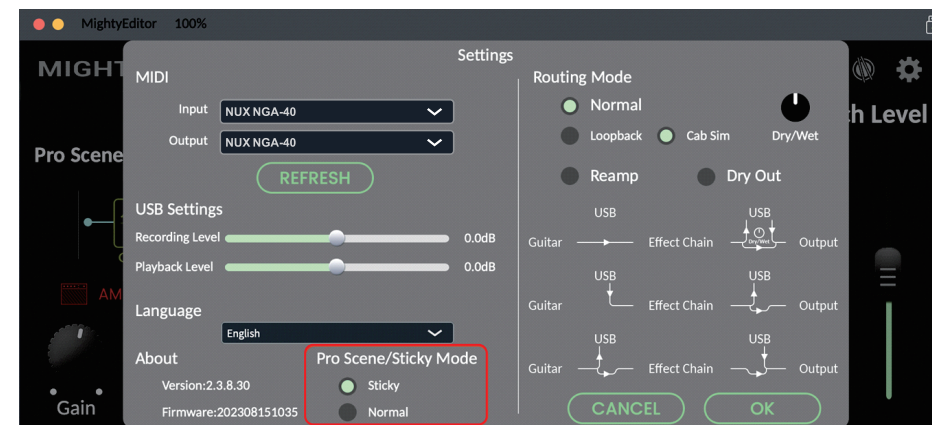 MightyEditor 100%
Settings
MIGHT
MIDI
Input NUX NGA-40
Output NUX NGA-40
REFRESH
USB Settings
Recording Level 0.0dB
Playback Level 0.0dB
Language
English
About
Version:2.3.8.30
Firmware:202308151035
Pro Scene/Sticky Mode
Sticky
Normal
Routing Mode
Normal
Loopback Cab Sim Dry/Wet
Reamp Dry Out
USB USB
Guitar Effect Chain Dry/Wet Output
USB USB
Guitar Effect Chain Output
USB USB
Guitar Effect Chain Output
CANCEL OK
Pro Scene
AM
Gain
h Level